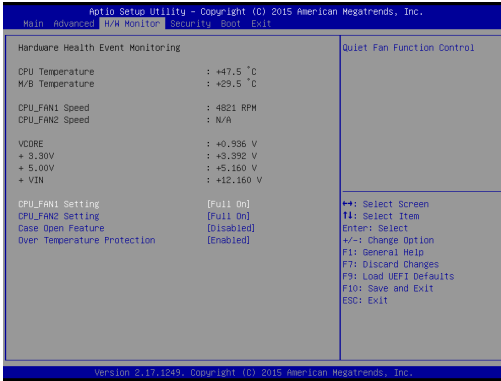 Aptio Setup Utility – Copyright (C) 2015 American Megatrends, Inc.
Main Advanced H/W Monitor Security Boot Exit
Hardware Health Event Monitoring
CPU Temperature : +47.5 °C
M/B Temperature : +29.5 °C
CPU_FAN1 Speed : 4821 RPM
CPU_FAN2 Speed : N/A
VCORE : +0.936 V
+ 3.30V : +3.392 V
+ 5.00V : +5.160 V
+ VIN : +12.160 V
CPU_FAN1 Setting [Full On]
CPU_FAN2 Setting [Full On]
Case Open Feature [Disabled]
Over Temperature Protection [Enabled]
Quiet Fan Function Control
↔: Select Screen
↑↓: Select Item
Enter: Select
+/-: Change Option
F1: General Help
F7: Discard Changes
F9: Load UEFI Defaults
F10: Save and Exit
ESC: Exit
Version 2.17.1249. Copyright (C) 2015 American Megatrends, Inc.